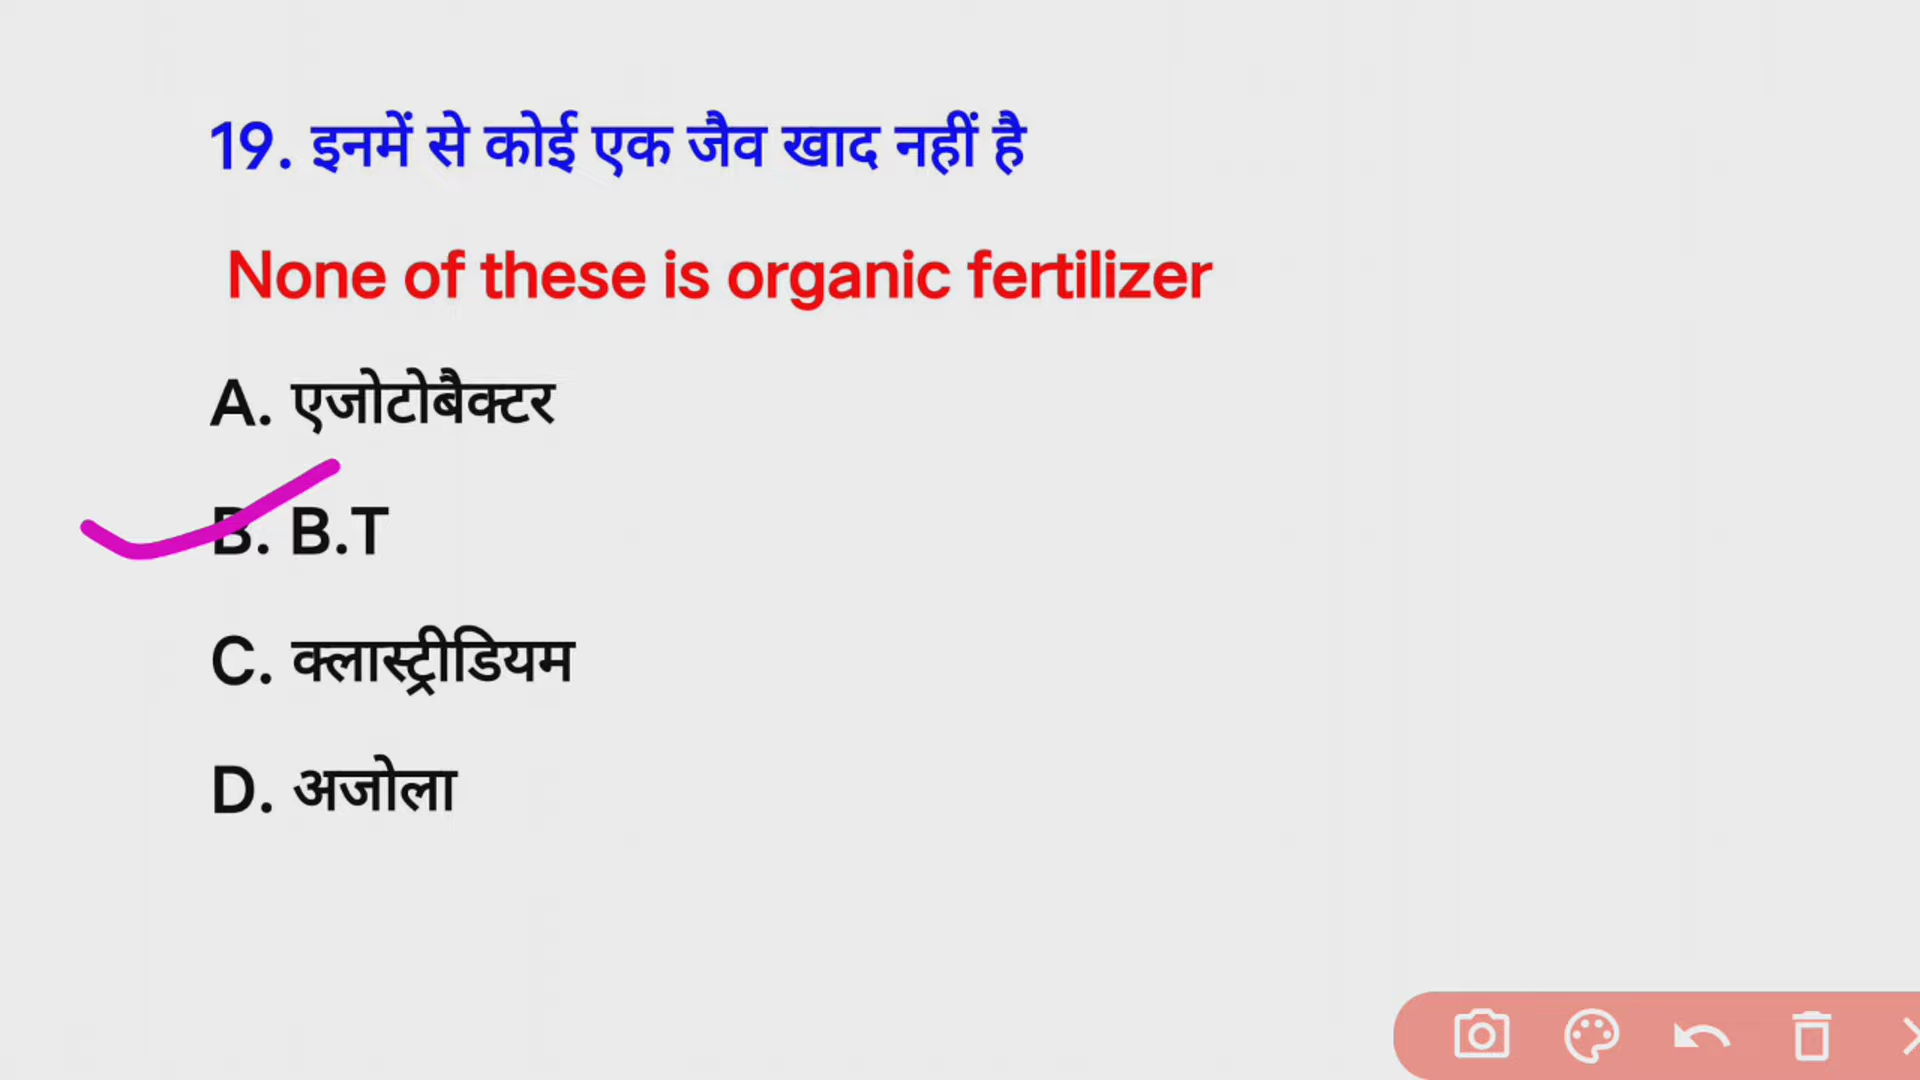 19. इनमें से कोई एक जैव खाद नहीं है
None of these is organic fertilizer
A. एजोटोबैक्टर
B. B.T
C. क्लास्ट्रीडियम
D. अजोला